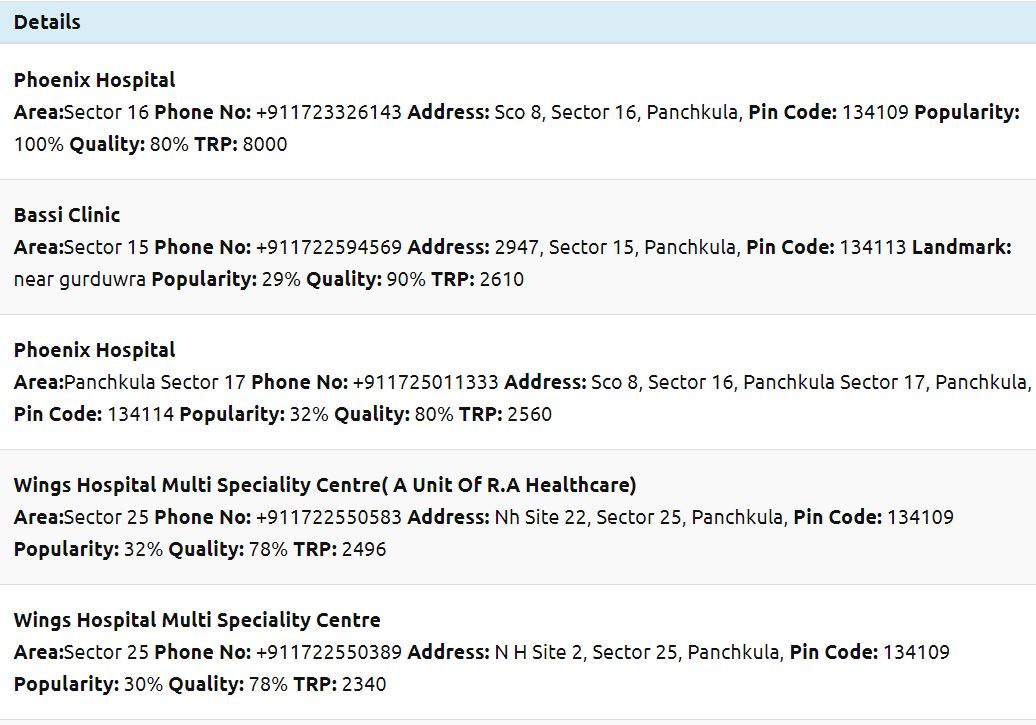 Details
Phoenix Hospital
Area:Sector 16 Phone No: +911723326143 Address: Sco 8, Sector 16, Panchkula, Pin Code: 134109 Popularity:
100% Quality: 80% TRP: 8000
Bassi Clinic
Area:Sector 15 Phone No: +911722594569 Address: 2947, Sector 15, Panchkula, Pin Code: 134113 Landmark:
near gurduwra Popularity: 29% Quality: 90% TRP: 2610
Phoenix Hospital
Area:Panchkula Sector 17 Phone No: +911725011333 Address: Sco 8, Sector 16, Panchkula Sector 17, Panchkula,
Pin Code: 134114 Popularity: 32% Quality: 80% TRP: 2560
Wings Hospital Multi Speciality Centre( A Unit Of R.A Healthcare)
Area:Sector 25 Phone No: +911722550583 Address: Nh Site 22, Sector 25, Panchkula, Pin Code: 134109
Popularity: 32% Quality: 78% TRP: 2496
Wings Hospital Multi Speciality Centre
Area:Sector 25 Phone No: +911722550389 Address: N H Site 2, Sector 25, Panchkula, Pin Code: 134109
Popularity: 30% Quality: 78% TRP: 2340